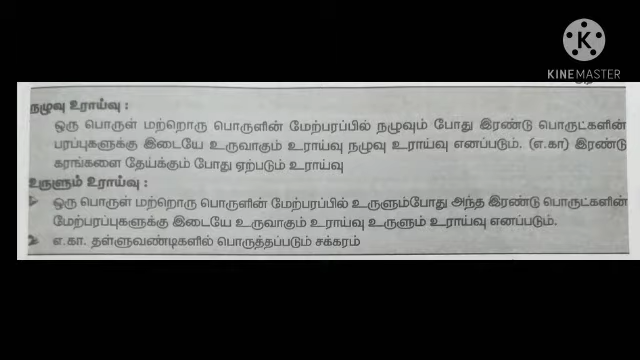 KINEMASTER
நழுவு உராய்வு :
ஒரு பொருள் மற்றொரு பொருளின் மேற்பரப்பில் நழுவும் போது இரண்டு பொருட்களின்
பரப்புகளுக்கு இடையே உருவாகும் உராய்வு நழுவு உராய்வு எனப்படும். (எ.கா) இரண்டு
கரங்களை தேய்க்கும் போது ஏற்படும் உராய்வு
உருளும் உராய்வு :
ஒரு பொருள் மற்றொரு பொருளின் மேற்பரப்பில் உருளும்போது அந்த இரண்டு பொருட்களின்
மேற்பரப்புகளுக்கு இடையே உருவாகும் உராய்வு உருளும் உராய்வு எனப்படும்.
எ.கா. தள்ளுவண்டிகளில் பொருத்தப்படும் சக்கரம்